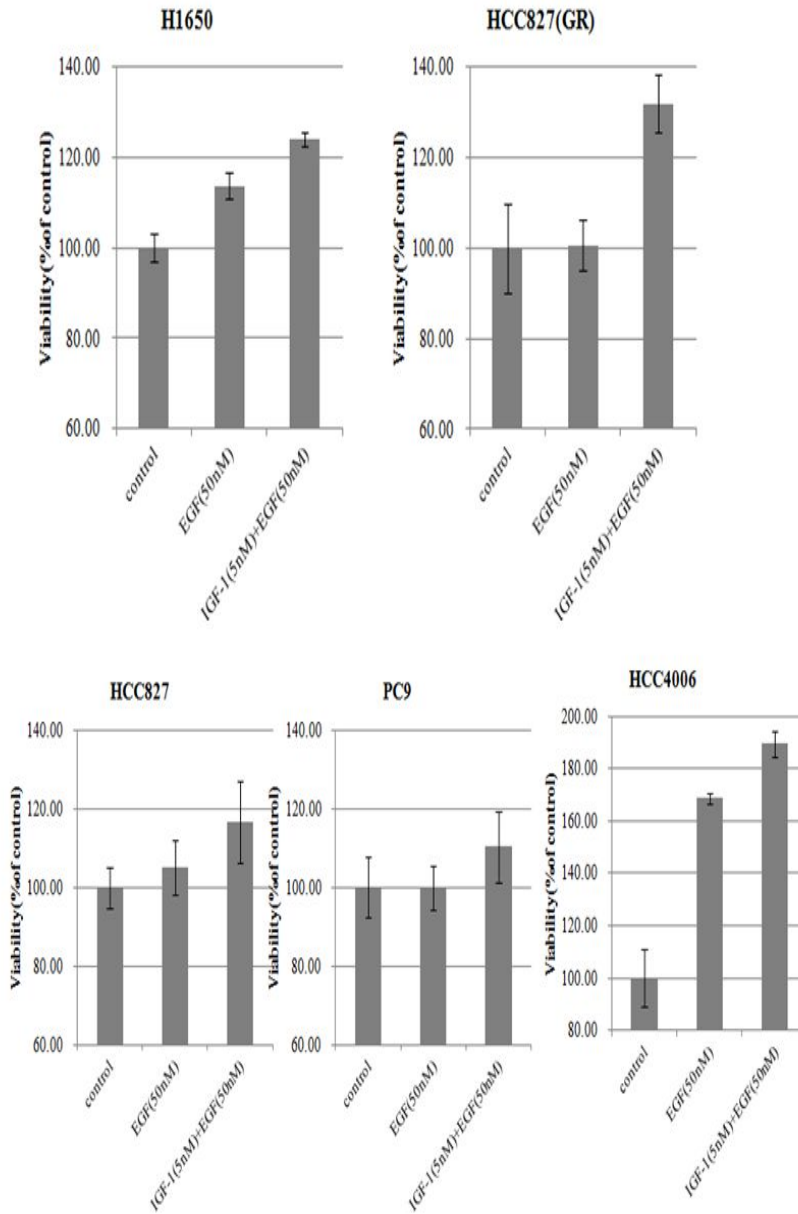 H1650
Viability(%of control)
140.00
120.00
100.00
80.00
60.00
control
EGF(50nM)
IGF-1(5nM)+EGF(50nM)
HCC827(GR)
Viability(%of control)
140.00
120.00
100.00
80.00
60.00
control
EGF(50nM)
IGF-1(5nM)+EGF(50nM)
HCC827
Viability(%of control)
140.00
120.00
100.00
80.00
60.00
control
EGF(50nM)
IGF-1(5nM)+EGF(50nM)
PC9
Viability(%of control)
140.00
120.00
100.00
80.00
60.00
control
EGF(50nM)
IGF-1(5nM)+EGF(50nM)
HCC4006
Viability(%of control)
200.00
180.00
160.00
140.00
120.00
100.00
80.00
control
EGF(50nM)
IGF-1(5nM)+EGF(50nM)